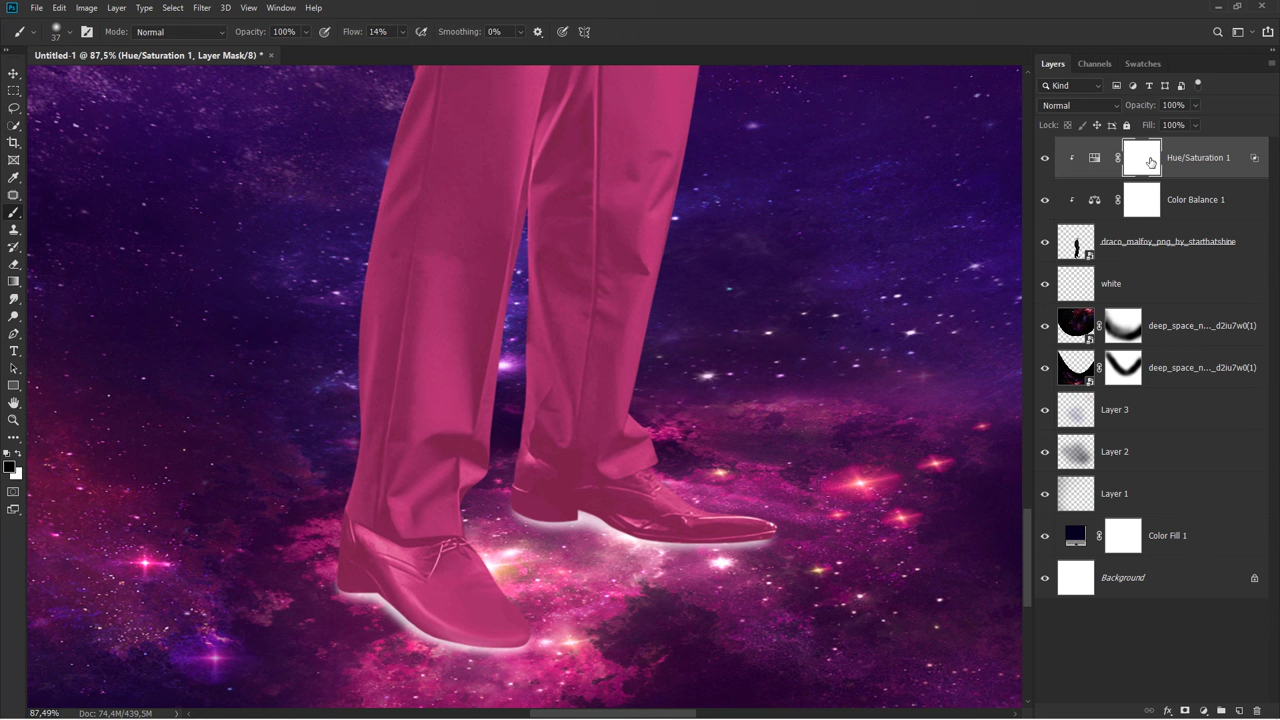 Ps File Edit Image Layer Type Select Filter 3D View Window Help
37 Mode: Normal Opacity: 100% Flow: 14% Smoothing: 0%
Untitled-1 @ 87,5% (Hue/Saturation 1, Layer Mask/8) *
Layers Channels Swatches
Kind
Normal Opacity: 100%
Lock: Fill: 100%
Hue/Saturation 1
Color Balance 1
draco_malfoy_png_by_starthatshine
white
deep_space_n..._d2iu7w0(1)
deep_space_n..._d2iu7w0(1)
Layer 3
Layer 2
Layer 1
Color Fill 1
Background
87,49% Doc: 74,4M/439,5M